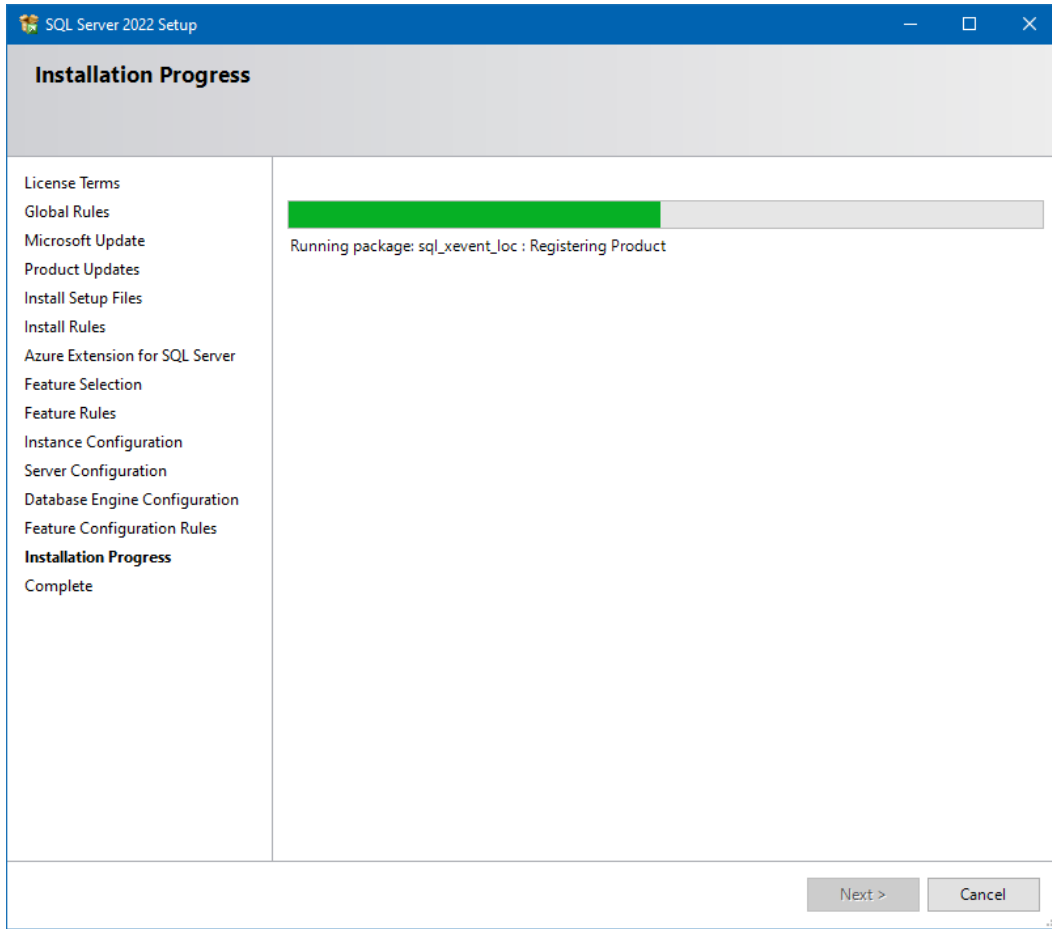 SQL Server 2022 Setup
Installation Progress
License Terms
Global Rules
Microsoft Update
Product Updates
Install Setup Files
Install Rules
Azure Extension for SQL Server
Feature Selection
Feature Rules
Instance Configuration
Server Configuration
Database Engine Configuration
Feature Configuration Rules
Installation Progress
Complete
Running package: sql_xevent_loc : Registering Product
Next >
Cancel